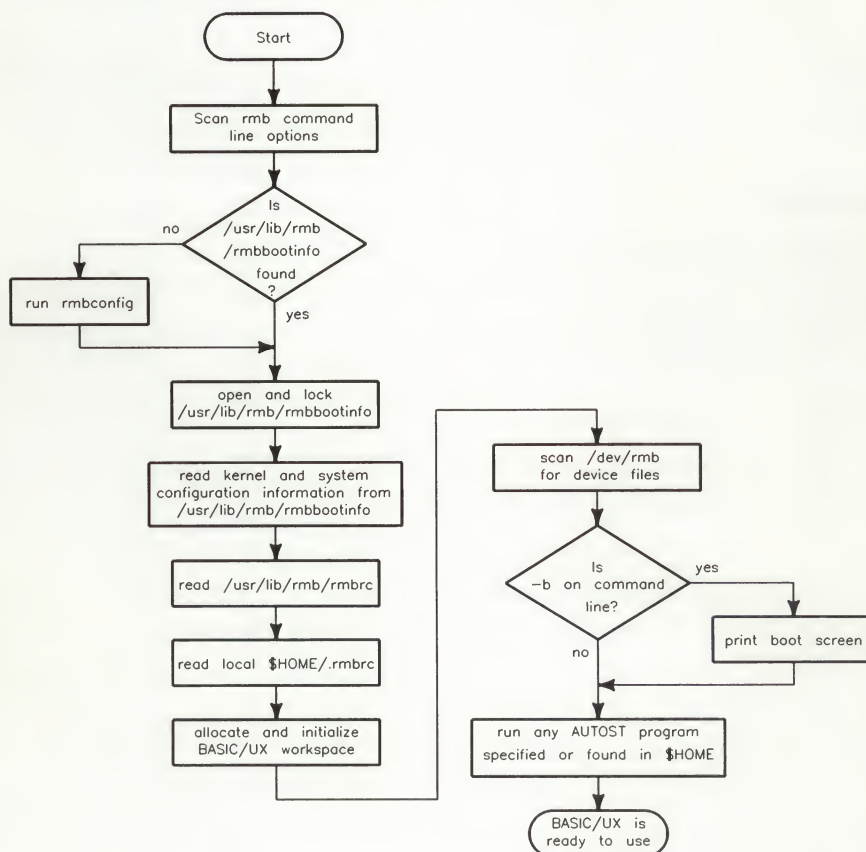 Start
Scan rmb command
line options
Is
/usr/lib/rmb
/rmbbootinfo
found
?
no
yes
run rmbconfig
open and lock
/usr/lib/rmb/rmbbootinfo
read kernel and system
configuration information from
/usr/lib/rmb/rmbbootinfo
read /usr/lib/rmb/rmbrc
read local $HOME/.rmbrc
allocate and initialize
BASIC/UX workspace
scan /dev/rmb
for device files
Is
-b on command
line?
yes
no
print boot screen
run any AUTOST program
specified or found in $HOME
BASIC/UX is
ready to use